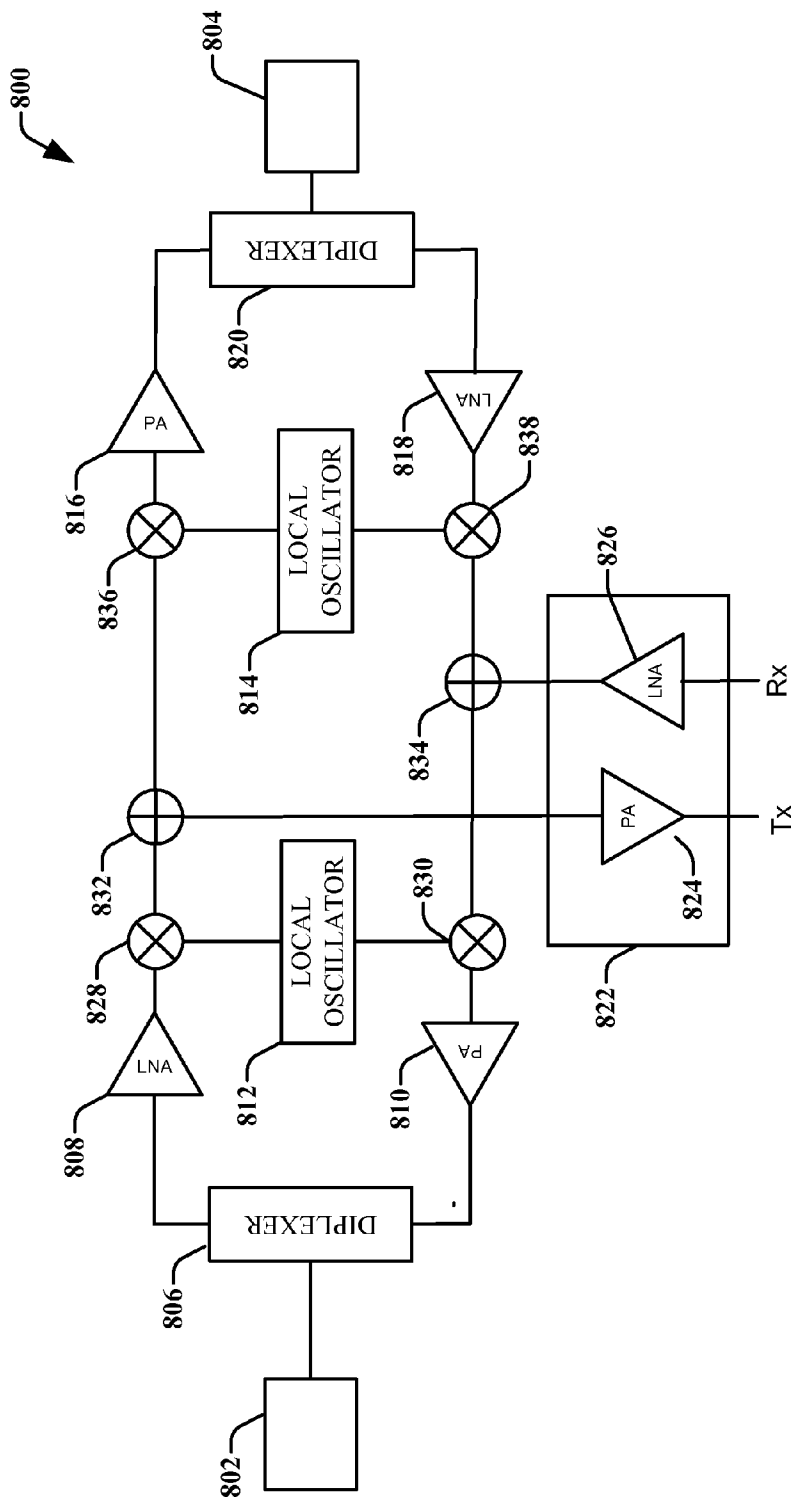 800
804
DIPLEXER
820
PA
816
LNA
818
838
836
LOCAL
OSCILLATOR
814
826
LNA
834
Rx
832
PA
824
Tx
830
828
LOCAL
OSCILLATOR
812
822
LNA
808
PA
810
DIPLEXER
806
802